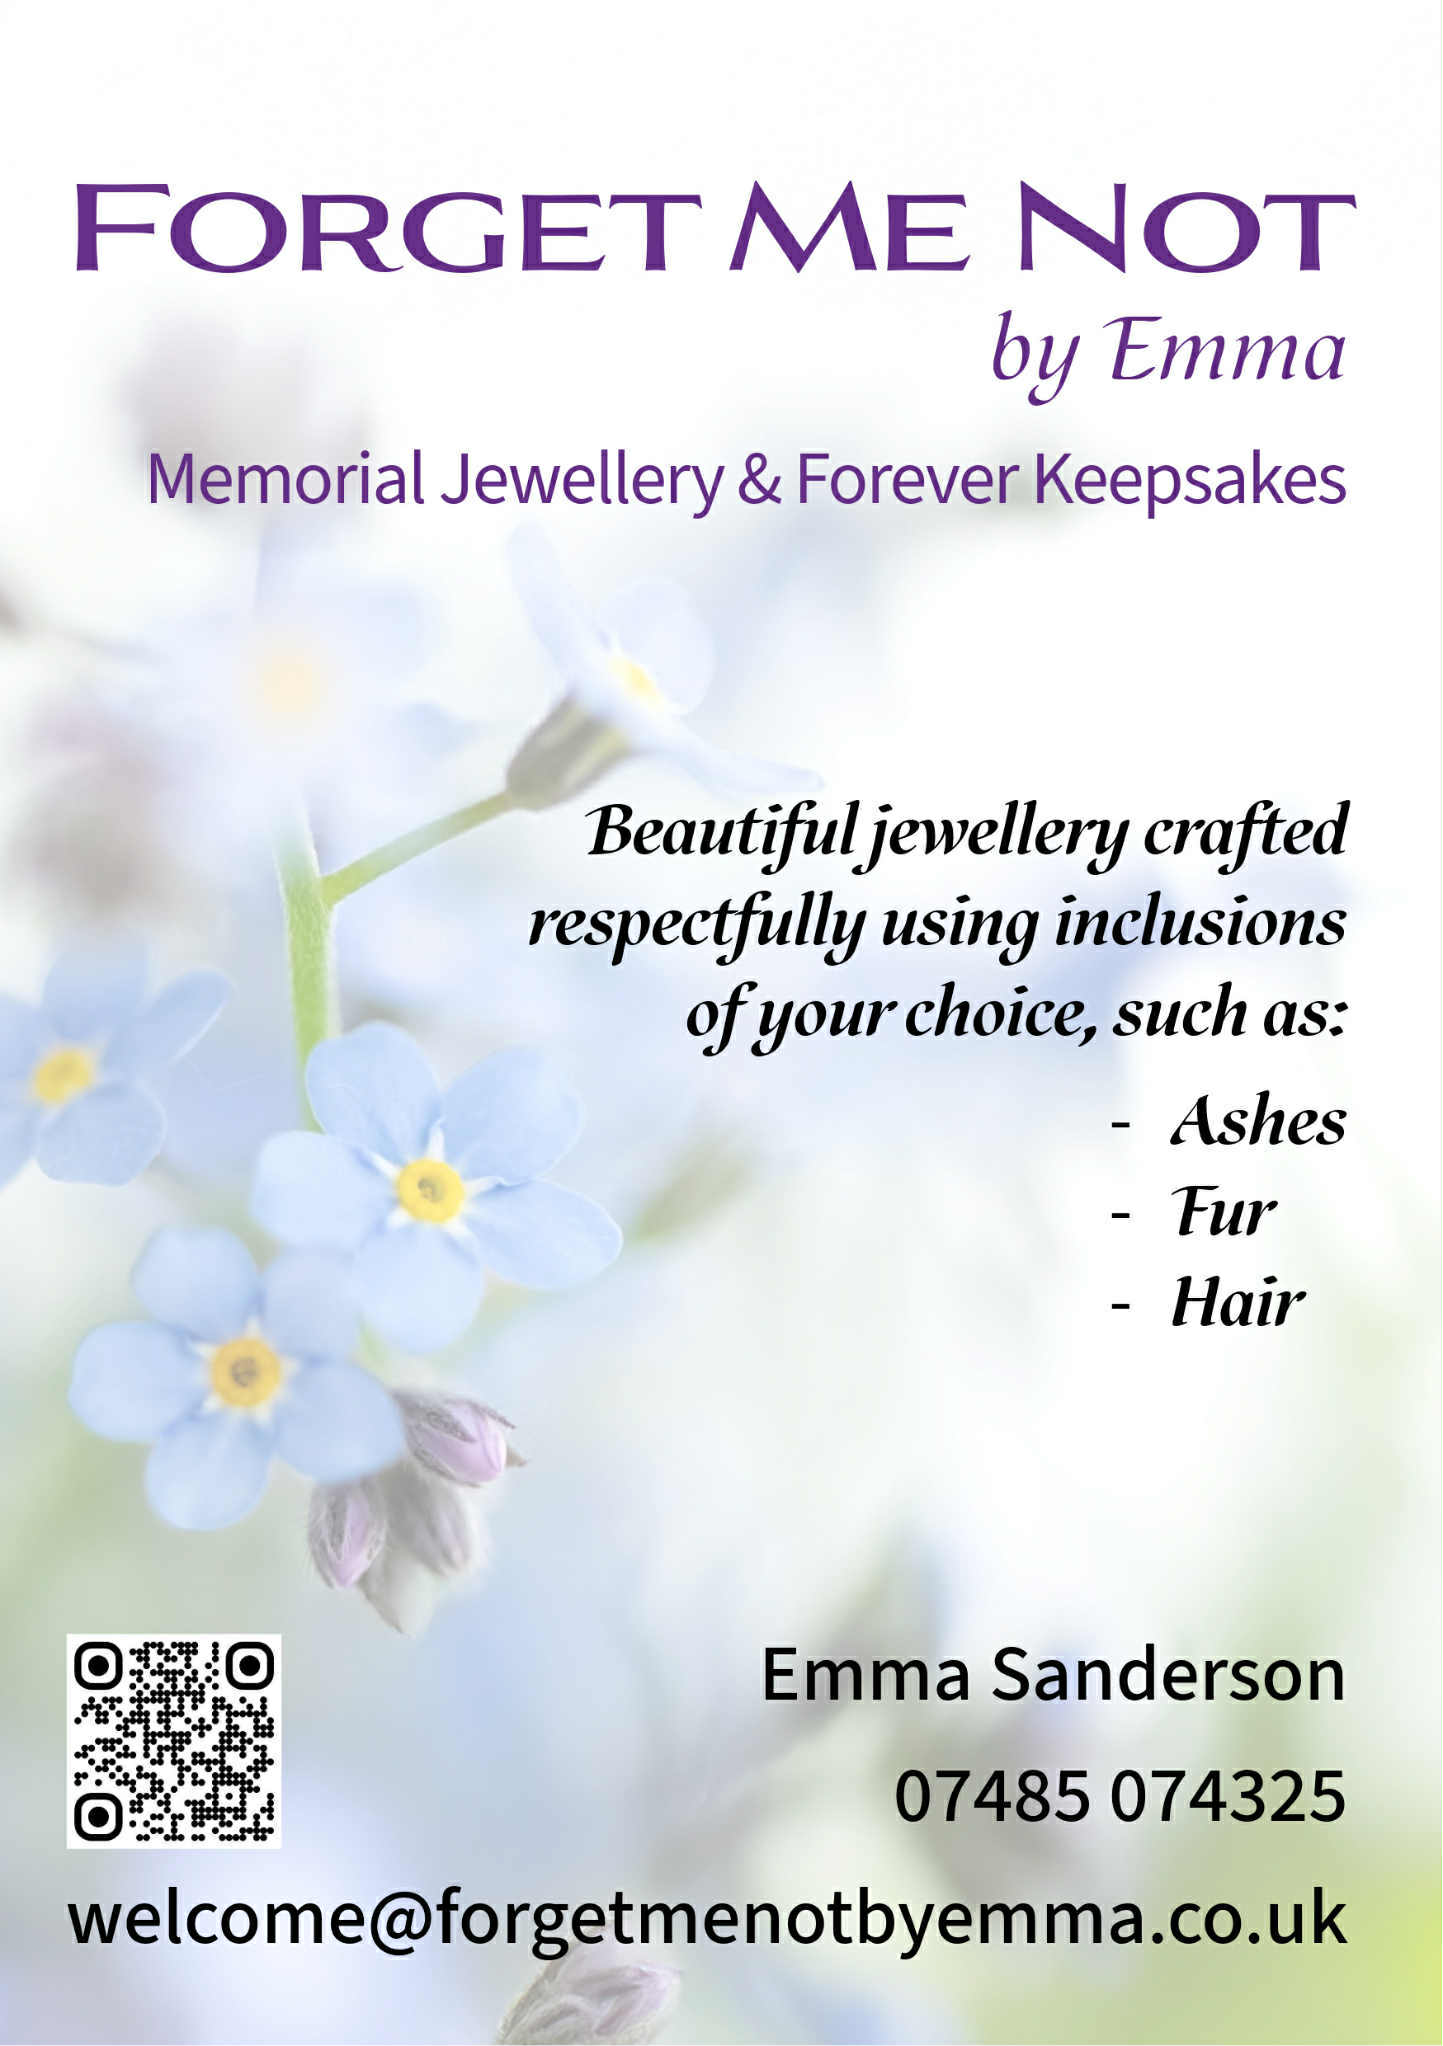 Forget Me Not
by Emma
Memorial Jewellery & Forever Keepsakes
Beautiful jewellery crafted
respectfully using inclusions
of your choice, such as:
- Ashes
- Fur
- Hair
Emma Sanderson
07485 074325
welcome@forgetmenotbyemma.co.uk